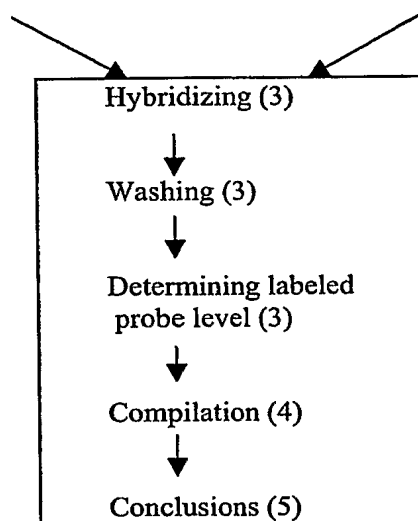 Hybridizing (3)
Washing (3)
Determining labeled
probe level (3)
Compilation (4)
Conclusions (5)